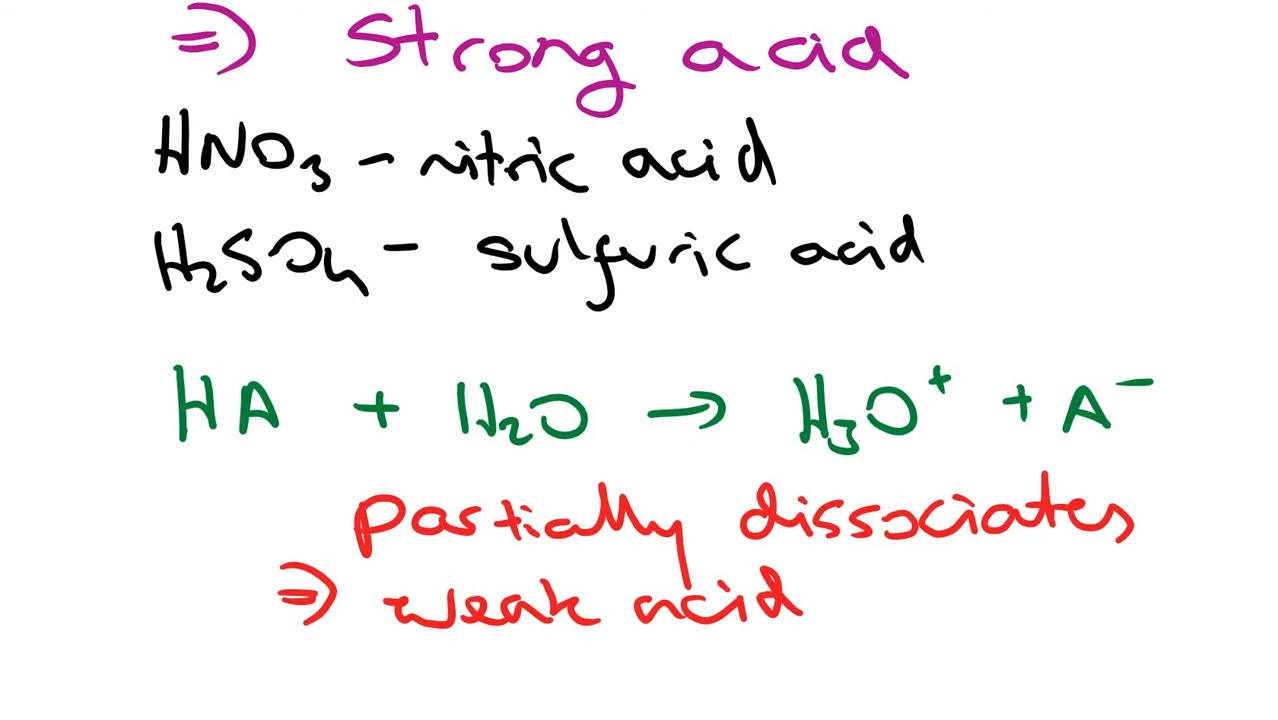 ⇒ Strong acid
HNO₃ - nitric acid
H₂SO₄ - sulfuric acid
HA + H₂O → H₃O⁺ + A⁻
partially dissociates
⇒ weak acid